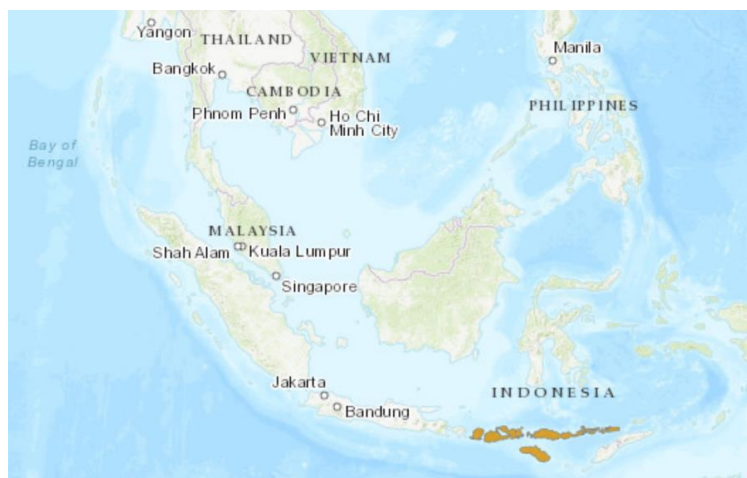 Yangon
THAILAND
VIETNAM
Manila
Bangkok
CAMBODIA
PHILIPPINES
Phnom Penh
Ho Chi
Minh City
Bay of
Bengal
MALAYSIA
Shah Alam
Kuala Lumpur
Singapore
Jakarta
INDONESIA
Bandung